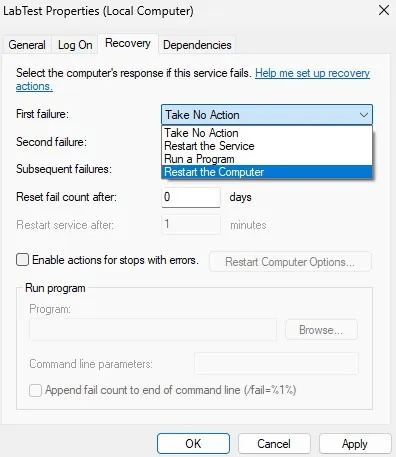 LabTest Properties (Local Computer)
General Log On Recovery Dependencies
Select the computer's response if this service fails. Help me set up recovery
actions.
First failure: Take No Action
Take No Action
Second failure: Restart the Service
Run a Program
Subsequent failures: Restart the Computer
Reset fail count after: 0 days
Restart service after: 1 minutes
Enable actions for stops with errors. Restart Computer Options...
Run program
Program:
Browse...
Command line parameters:
Append fail count to end of command line (/fail=%1%)
OK Cancel Apply